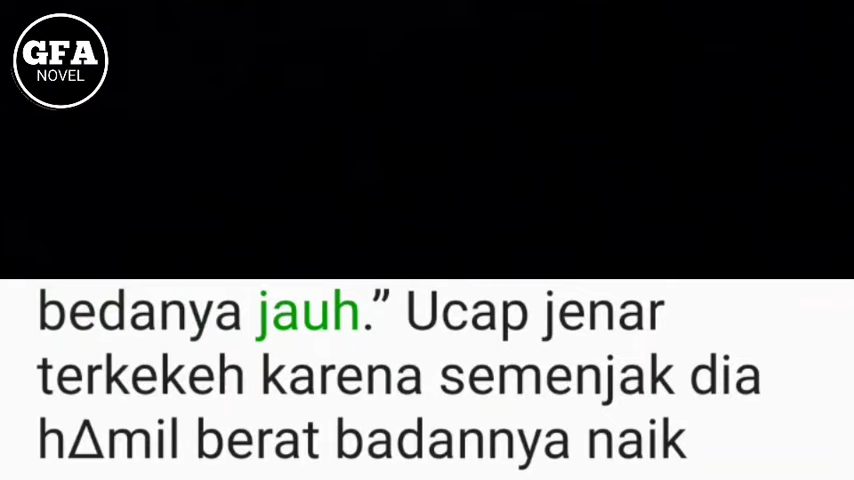 GFA
NOVEL
bedanya jauh.” Ucap jenar
terkekeh karena semenjak dia
hΔmil berat badannya naik